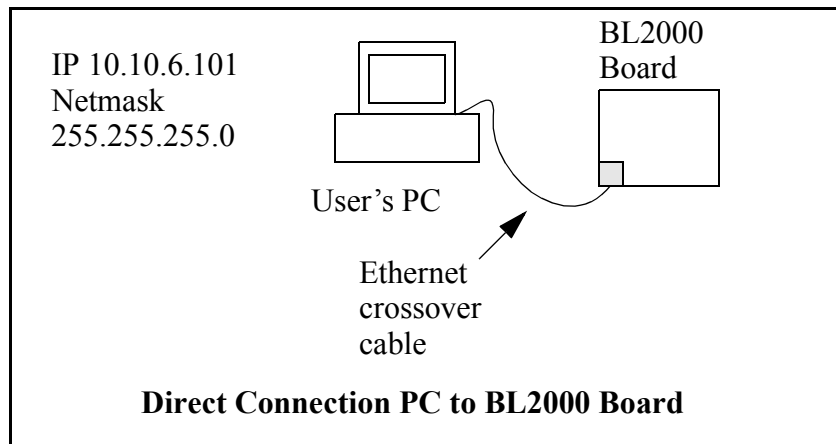 IP 10.10.6.101
Netmask
255.255.255.0
BL2000
Board
User’s PC
Ethernet
crossover
cable
Direct Connection PC to BL2000 Board